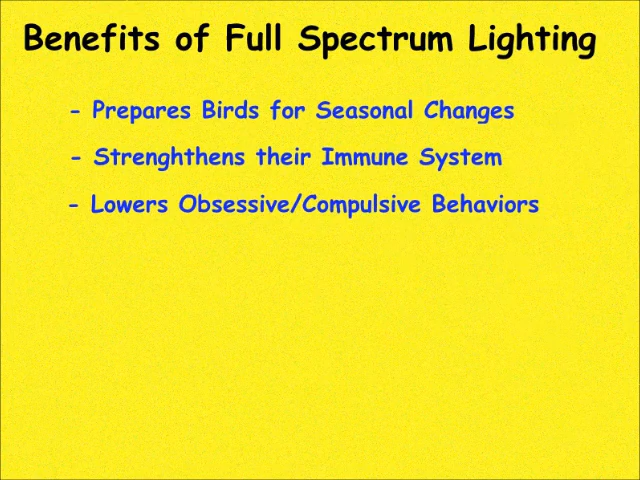 Benefits of Full Spectrum Lighting
- Prepares Birds for Seasonal Changes
- Strenghthens their Immune System
- Lowers Obsessive/Compulsive Behaviors